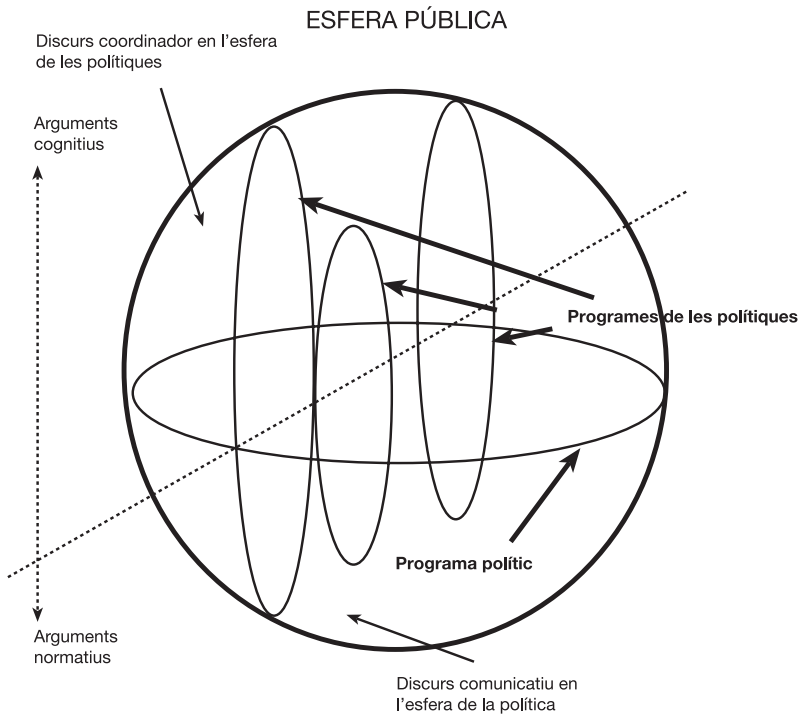 ESFERA PÚBLICA
Discurs coordinador en l'esfera
de les polítiques
Arguments
cognitius
Programes de les polítiques
Programa polític
Arguments
normatius
Discurs comunicatiu en
l'esfera de la política